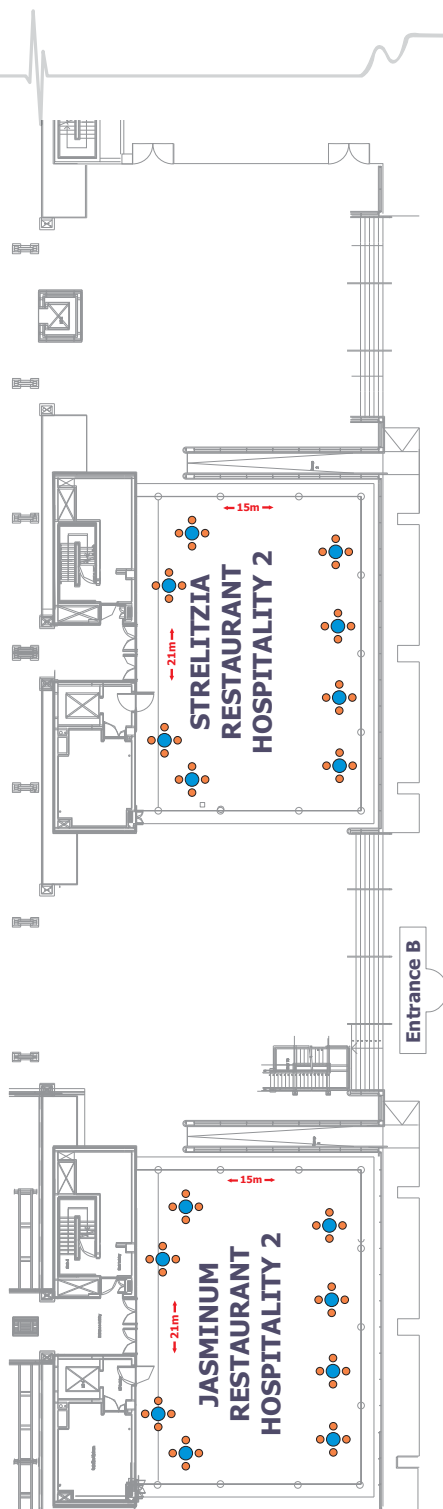 15m
21m
STRELITZIA
RESTAURANT
HOSPITALITY 2
Entrance B
15m
21m
JASMINUM
RESTAURANT
HOSPITALITY 2